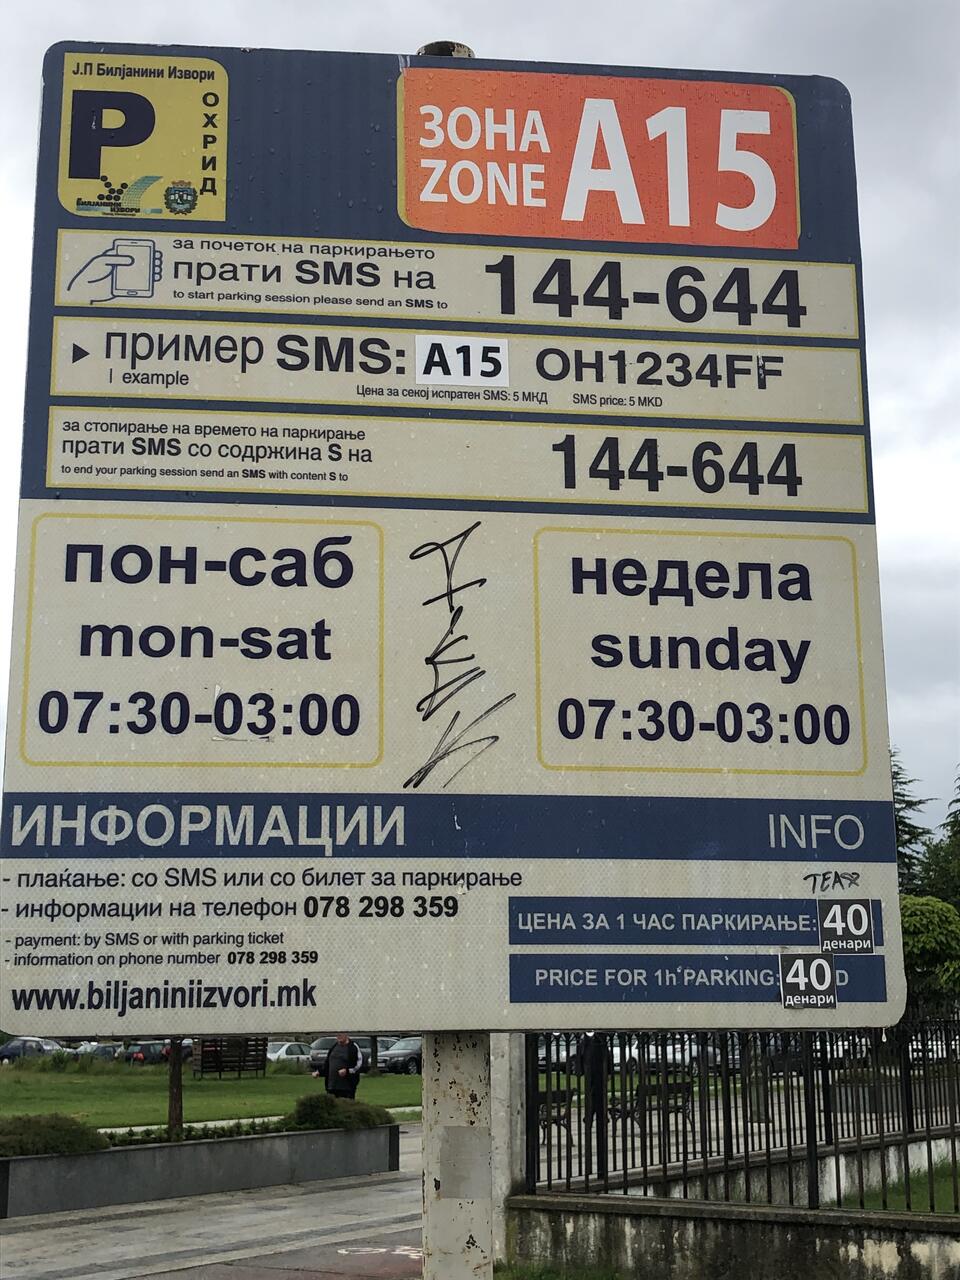 Ј.П Билјанини Извори
P
ОХРИД
БИЛЈАНИНИ
ИЗВОРИ
ЗОНА
ZONE
A15
за почеток на паркирањето
прати SMS на
to start parking session please send an SMS to
144-644
пример SMS: A15 OH1234FF
example
Цена за секој испратен SMS: 5 МКД SMS price: 5 MKD
за стопирање на времето на паркирање
прати SMS со содржина S на
to end your parking session send an SMS with content S to
144-644
пон-саб
mon-sat
07:30-03:00
недела
sunday
07:30-03:00
ИНФОРМАЦИИ INFO
- плаќање: со SMS или со билет за паркирање
- информации на телефон 078 298 359
- payment: by SMS or with parking ticket
- information on phone number 078 298 359
www.biljaniniizvori.mk
ЦЕНА ЗА 1 ЧАС ПАРКИРАЊЕ: 40
денари
PRICE FOR 1h PARKING: 40 D
денари